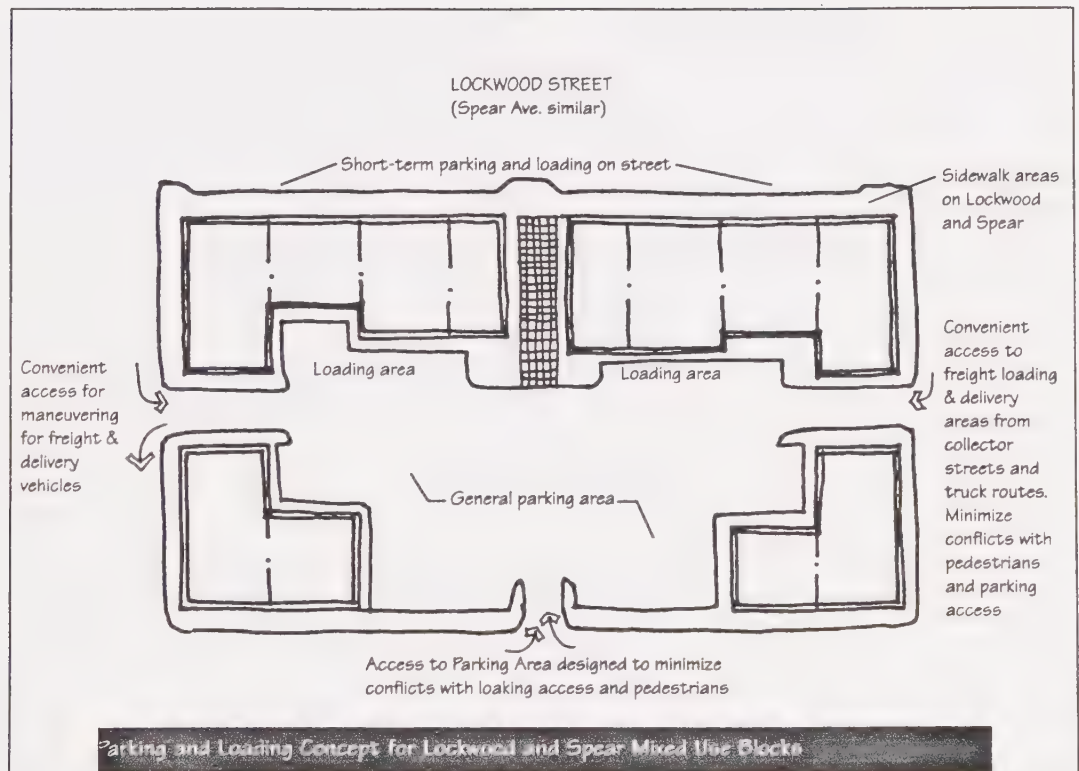 LOCKWOOD STREET
(Spear Ave. similar)
Short-term parking and loading on street
Sidewalk areas
on Lockwood
and Spear
Convenient
access for
maneuvering
for freight &
delivery
vehicles
Loading area
Loading area
Convenient
access to
freight loading
& delivery
areas from
collector
streets and
truck routes.
Minimize
conflicts with
pedestrians
and parking
access
General parking area
Access to Parking Area designed to minimize
conflicts with loaking access and pedestrians
Parking and Loading Concept for Lockwood and Spear Mixed Use Blocks